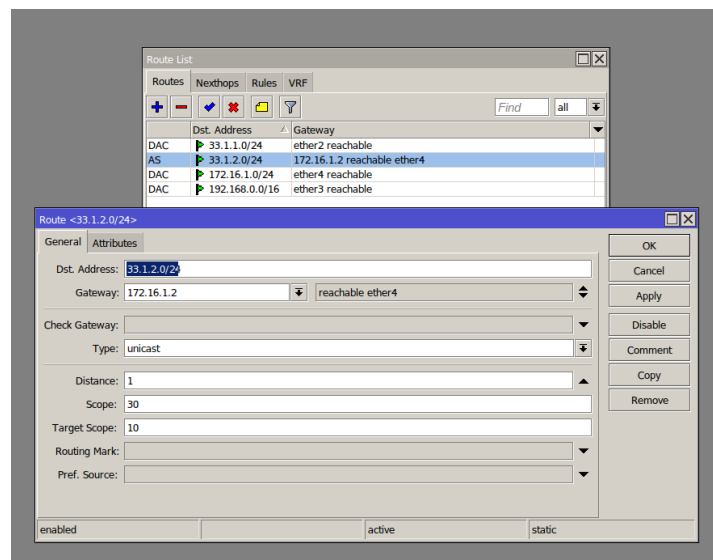 Route List
Routes Nexthops Rules VRF
Find all
Dst. Address Gateway
DAC 33.1.1.0/24 ether2 reachable
AS 33.1.2.0/24 172.16.1.2 reachable ether4
DAC 172.16.1.0/24 ether4 reachable
DAC 192.168.0.0/16 ether3 reachable
Route <33.1.2.0/24>
General Attributes
OK
Dst. Address: 33.1.2.0/24
Cancel
Gateway: 172.16.1.2 reachable ether4
Apply
Check Gateway:
Disable
Type: unicast
Comment
Distance: 1
Copy
Scope: 30
Remove
Target Scope: 10
Routing Mark:
Pref. Source:
enabled active static